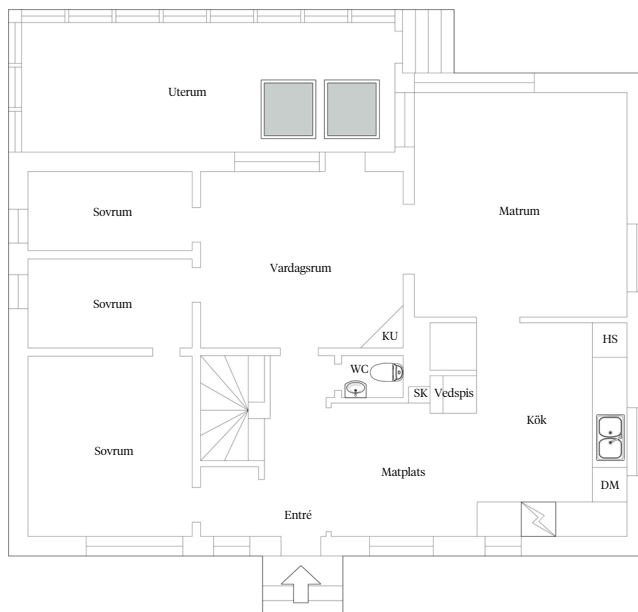 Uterum
Sovrum
Matrum
Vardagsrum
Sovrum
KU
HS
WC
SK
Vedspis
Kök
Sovrum
Matplats
DM
Entré